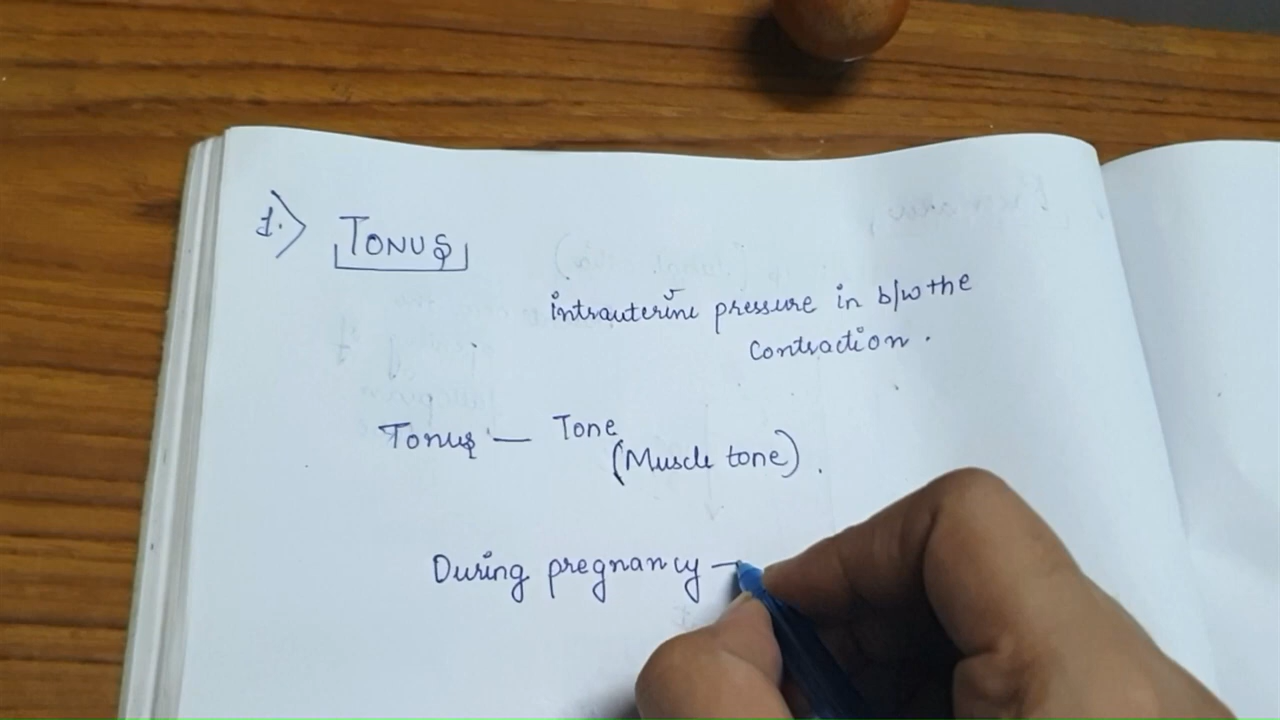 1.) TONUS
intrauterine pressure in b/w the
contraction.
Tonus — Tone
(Muscle tone).
During pregnancy —